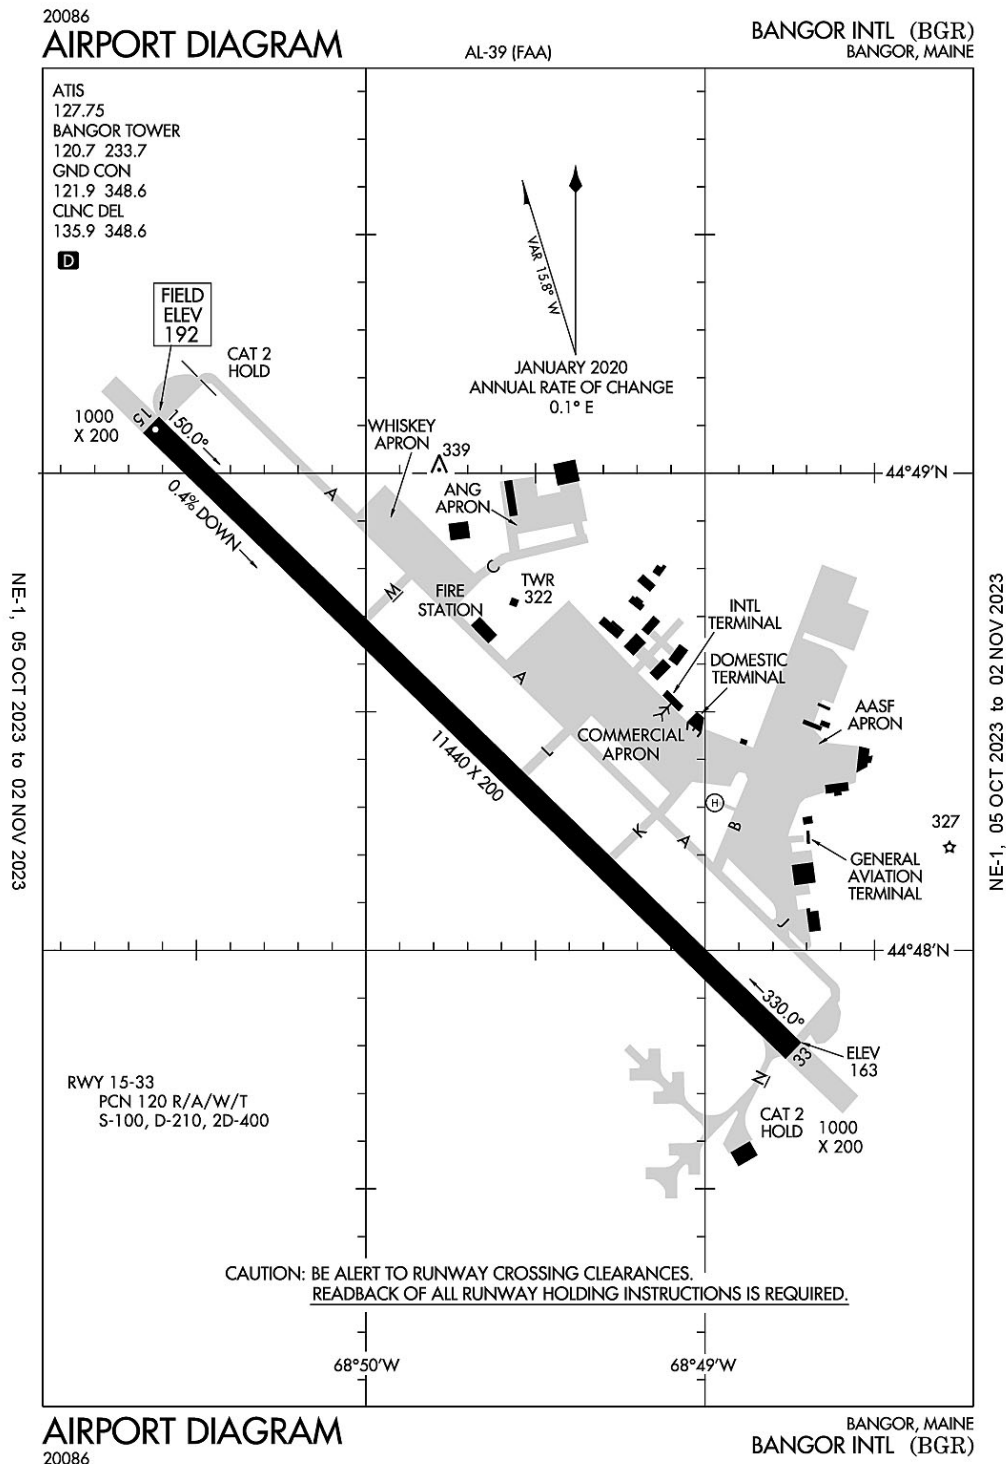 20086
AIRPORT DIAGRAM
AL-39 (FAA)
BANGOR INTL (BGR)
BANGOR, MAINE
ATIS
127.75
BANGOR TOWER
120.7 233.7
GND CON
121.9 348.6
CLNC DEL
135.9 348.6
D
VAR 15.8° W
JANUARY 2020
ANNUAL RATE OF CHANGE
0.1° E
FIELD
ELEV
192
CAT 2
HOLD
1000
X 200
15
150.0°
0.4% DOWN
WHISKEY
APRON
339
ANG
APRON
44°49'N
A
C
M
FIRE
STATION
TWR
322
INTL
TERMINAL
DOMESTIC
TERMINAL
A
AASF
APRON
COMMERCIAL
APRON
11440 X 200
L
H
B
K
A
327
GENERAL
AVIATION
TERMINAL
J
44°48'N
330.0°
33
ELEV
163
N
CAT 2
HOLD
1000
X 200
RWY 15-33
PCN 120 R/A/W/T
S-100, D-210, 2D-400
CAUTION: BE ALERT TO RUNWAY CROSSING CLEARANCES.
READBACK OF ALL RUNWAY HOLDING INSTRUCTIONS IS REQUIRED.
68°50'W
68°49'W
NE-1, 05 OCT 2023 to 02 NOV 2023
NE-1, 05 OCT 2023 to 02 NOV 2023
AIRPORT DIAGRAM
20086
BANGOR, MAINE
BANGOR INTL (BGR)